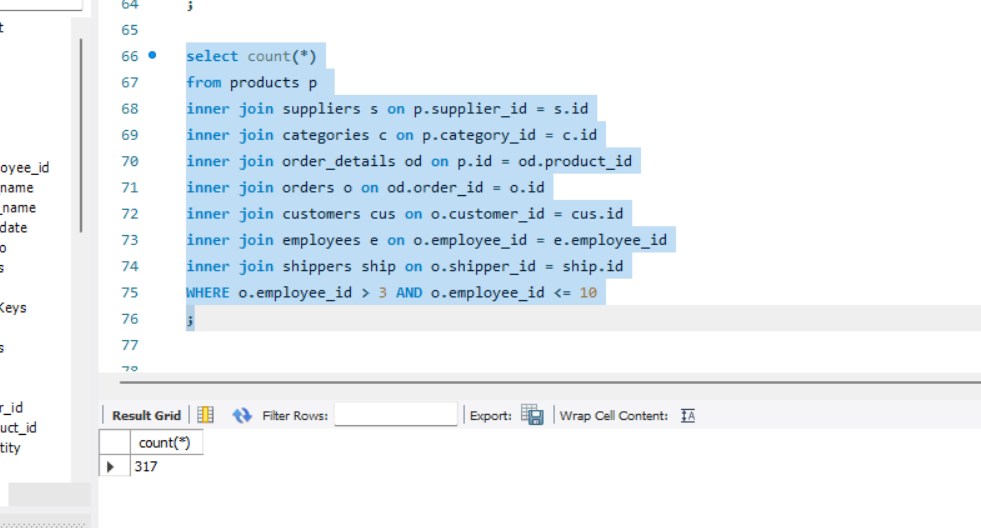 64 ;
65
66 select count(*)
67 from products p
68 inner join suppliers s on p.supplier_id = s.id
69 inner join categories c on p.category_id = c.id
70 inner join order_details od on p.id = od.product_id
71 inner join orders o on od.order_id = o.id
72 inner join customers cus on o.customer_id = cus.id
73 inner join employees e on o.employee_id = e.employee_id
74 inner join shippers ship on o.shipper_id = ship.id
75 WHERE o.employee_id > 3 AND o.employee_id <= 10
76 ;
77
78
t
oyee_id
name
_name
date
o
s
Keys
s
r_id
uct_id
tity
Result Grid Filter Rows: Export: Wrap Cell Content: IA
count(*)
317